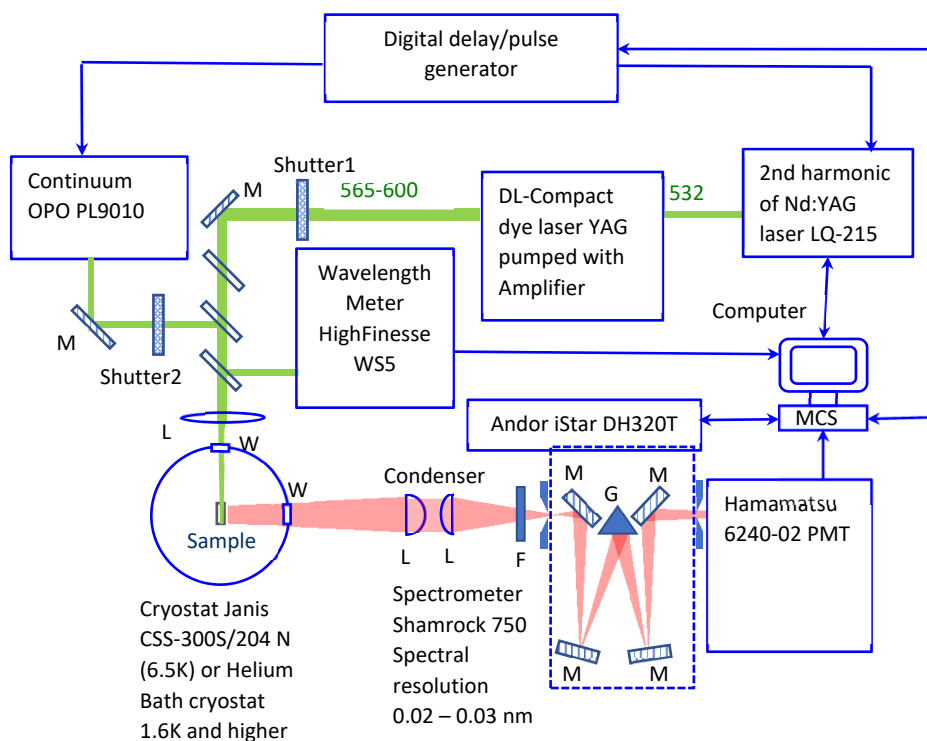 Digital delay/pulse
generator
Continuum
OPO PL9010
M
Shutter1
565-600
DL-Compact
dye laser YAG
pumped with
Amplifier
532
2nd harmonic
of Nd:YAG
laser LQ-215
M
Shutter2
Wavelength
Meter
HighFinesse
WS5
Computer
MCS
L
W
W
Sample
Condenser
L
L
F
Andor iStar DH320T
M
M
G
M
M
Hamamatsu
6240-02 PMT
Cryostat Janis
CSS-300S/204 N
(6.5K) or Helium
Bath cryostat
1.6K and higher
Spectrometer
Shamrock 750
Spectral
resolution
0.02 – 0.03 nm